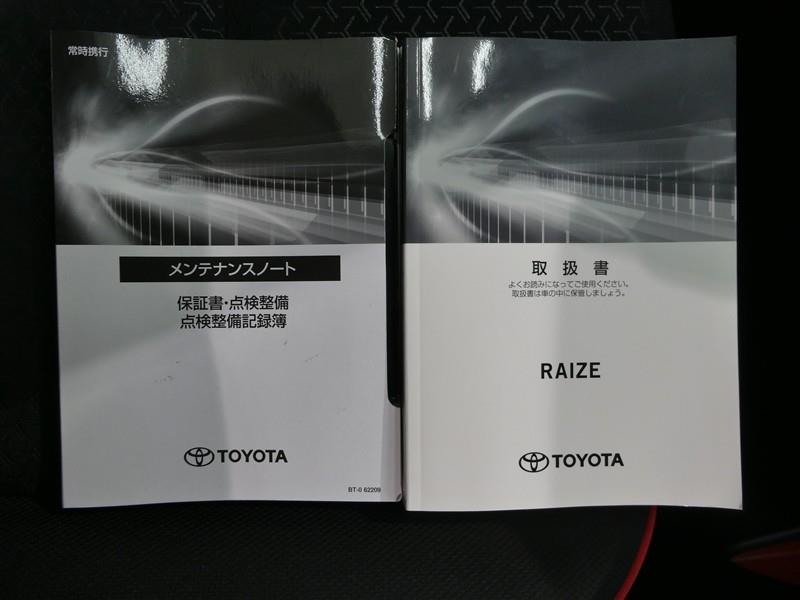 常時携行
メンテナンスノート
保証書・点検整備
点検整備記録簿
TOYOTA
BT-0 62209
取扱書
よくお読みになってご使用ください。
取扱書は車の中に保管しましょう。
RAIZE
TOYOTA